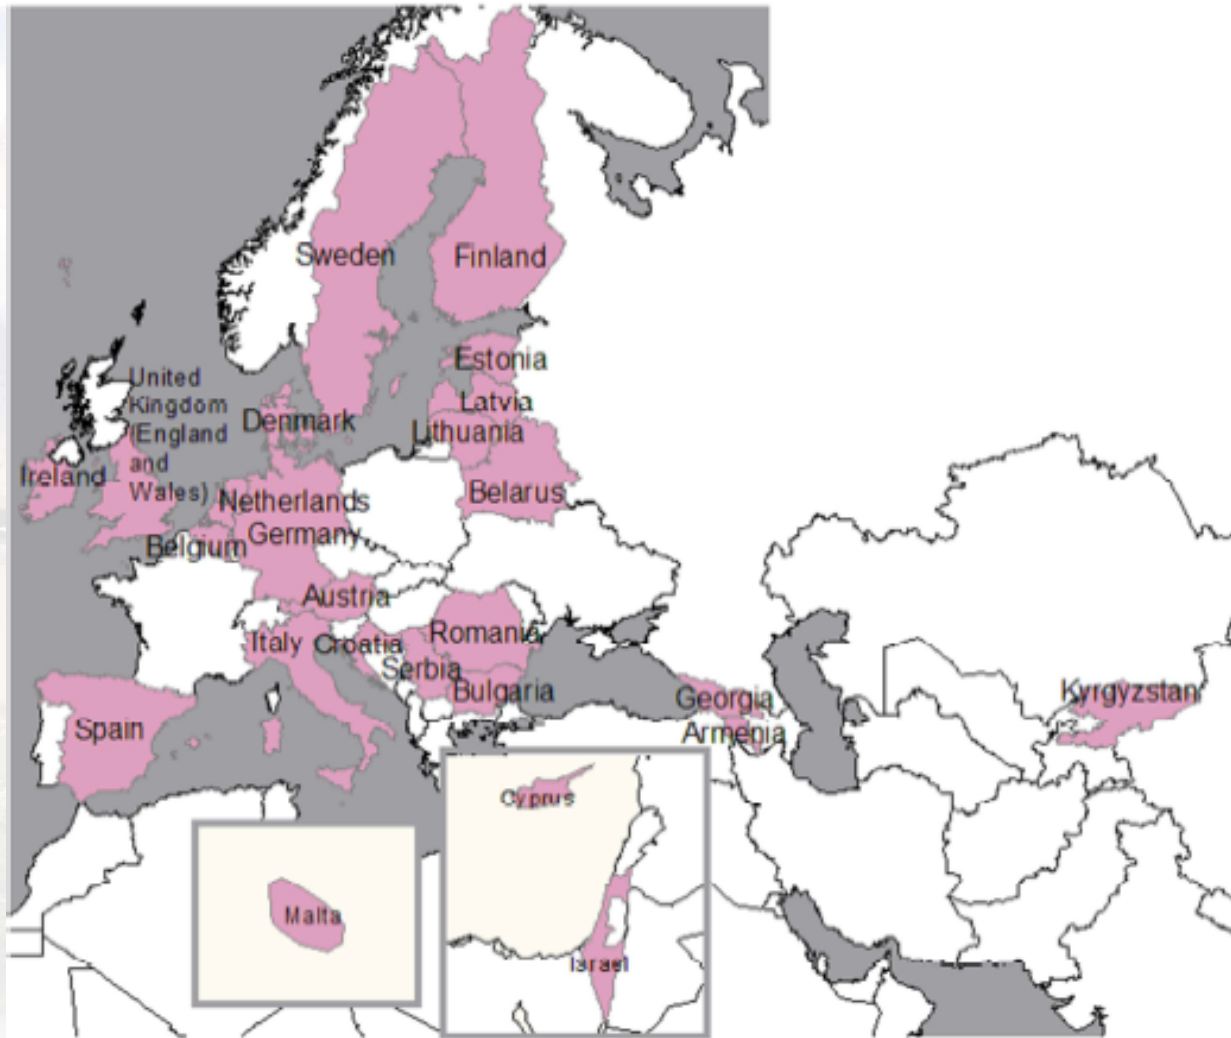 Sweden
Finland
Estonia
United
Kingdom
(England
and
Wales)
Latvia
Denmark
Lithuania
Ireland
Belarus
Netherlands
Germany
Belgium
Austria
Italy
Croatia
Romania
Serbia
Bulgaria
Georgia
Kyrgyzstan
Spain
Armenia
Cyprus
Malta
Israel